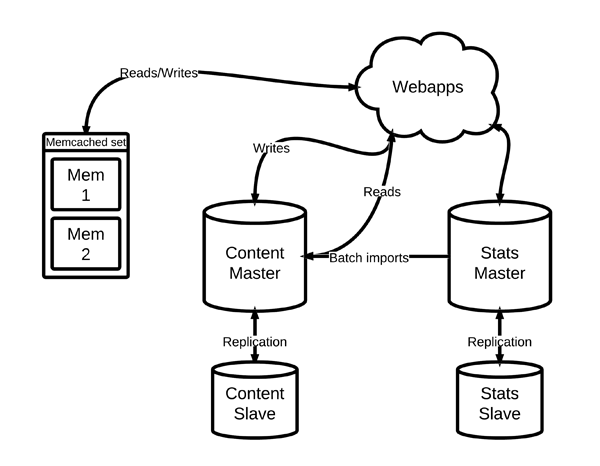 Reads/Writes
Webapps
Memcached set
Mem
1
Mem
2
Writes
Reads
Content
Master
Batch imports
Stats
Master
Replication
Replication
Content
Slave
Stats
Slave